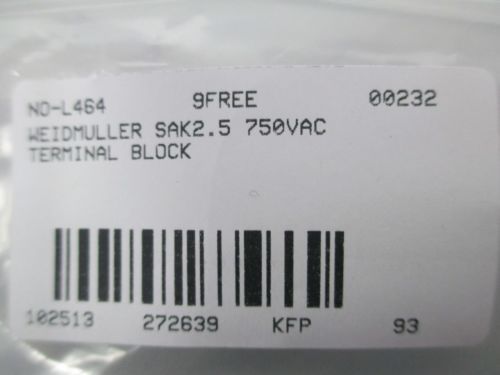 NO-L464 9FREE 00232
WEIDMULLER SAK2.5 750VAC
TERMINAL BLOCK
102513 272639 KFP 93